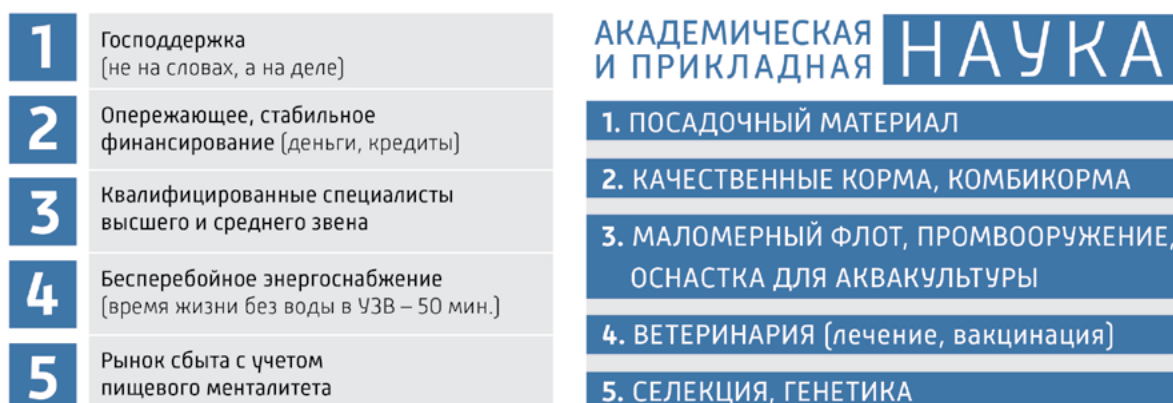 1
Господдержка
(не на словах, а на деле)
2
Опережающее, стабильное
финансирование (деньги, кредиты)
3
Квалифицированные специалисты
высшего и среднего звена
4
Бесперебойное энергоснабжение
(время жизни без воды в УЗВ – 50 мин.)
5
Рынок сбыта с учетом
пищевого менталитета
АКАДЕМИЧЕСКАЯ
И ПРИКЛАДНАЯ НАУКА
1. ПОСАДОЧНЫЙ МАТЕРИАЛ
2. КАЧЕСТВЕННЫЕ КОРМА, КОМБИКОРМА
3. МАЛОМЕРНЫЙ ФЛОТ, ПРОМВООРУЖЕНИЕ,
ОСНАСТКА ДЛЯ АКВАКУЛЬТУРЫ
4. ВЕТЕРИНАРИЯ (лечение, вакцинация)
5. СЕЛЕКЦИЯ, ГЕНЕТИКА